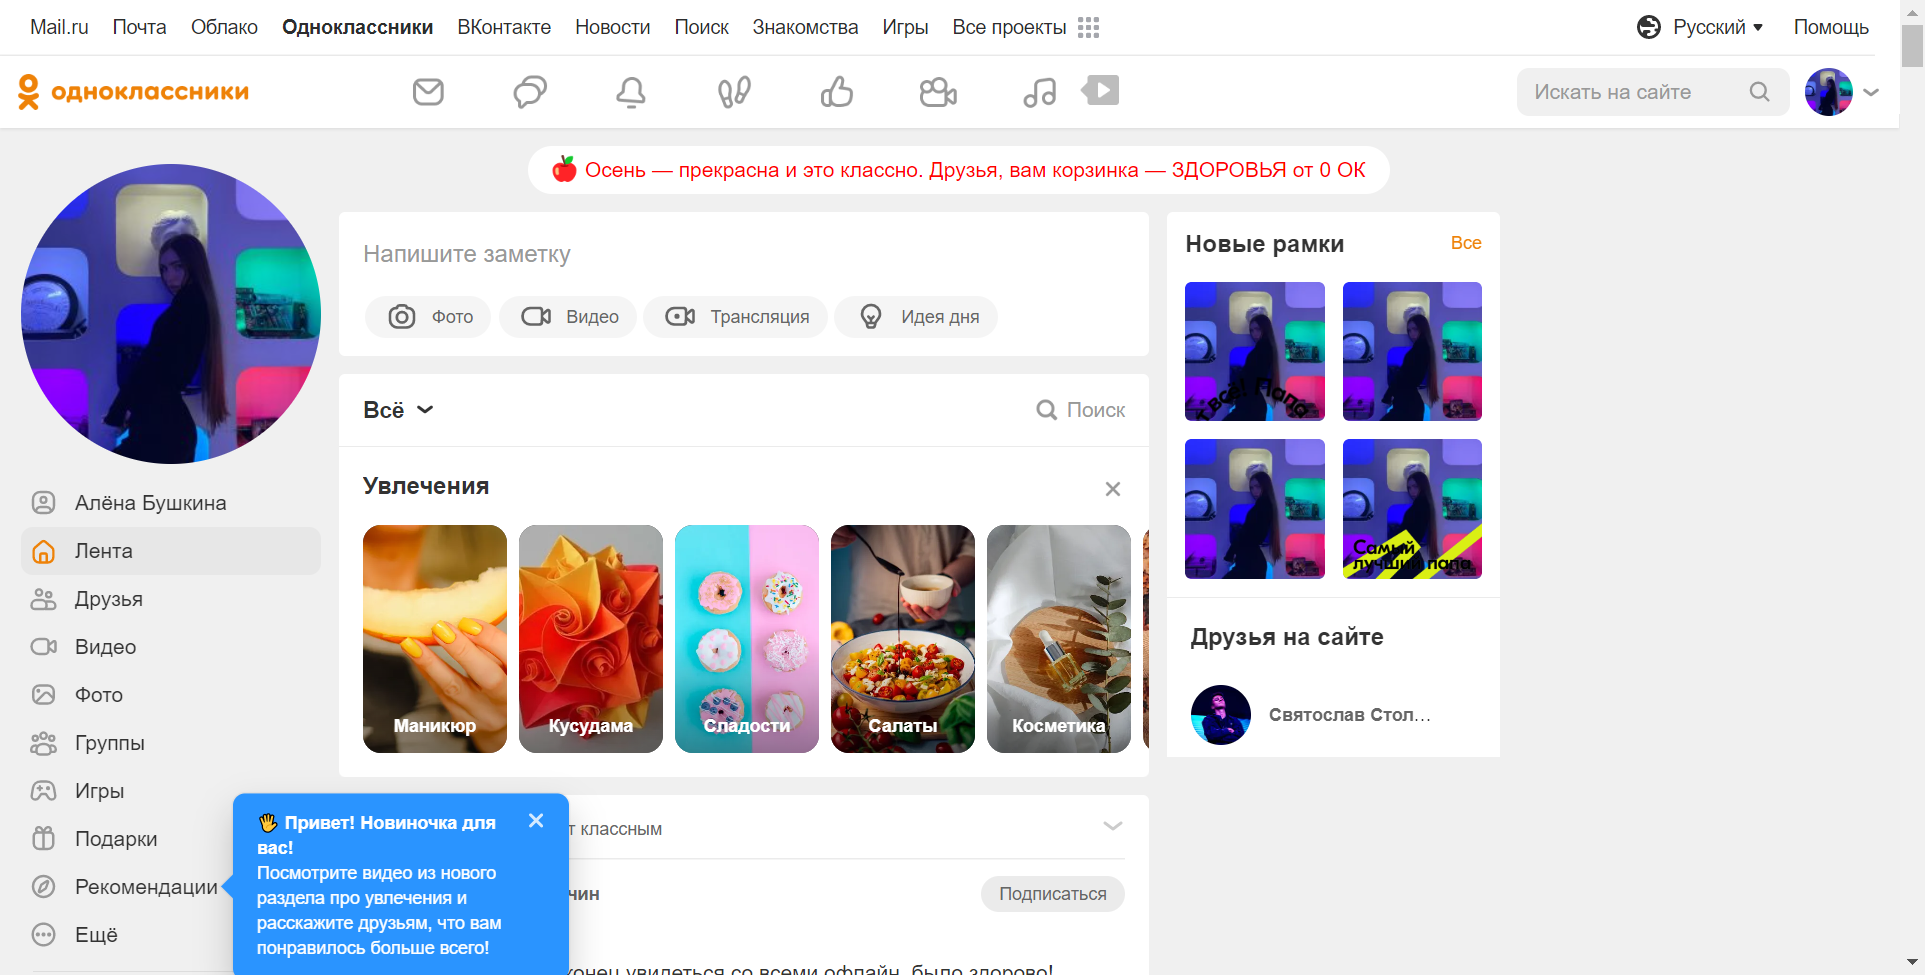 Mail.ru Почта Облако Одноклассники ВКонтакте Новости Поиск Знакомства Игры Все проекты Русский Помощь
одноклассники Искать на сайте
Осень — прекрасна и это классно. Друзья, вам корзинка — ЗДОРОВЬЯ от 0 ОК
Напишите заметку
Фото Видео Трансляция Идея дня
Всё Поиск
Увлечения
Маникюр Кусудама Сладости Салаты Косметика
т классным
чин Подписаться
конец увидеться со всеми офлайн, было здорово!
Новые рамки Все
т всё! Папа
Самый
лучший папа
Друзья на сайте
Святослав Стол...
Алёна Бушкина
Лента
Друзья
Видео
Фото
Группы
Игры
Подарки
Рекомендации
Ещё
Привет! Новиночка для
вас!
Посмотрите видео из нового
раздела про увлечения и
расскажите друзьям, что вам
понравилось больше всего!